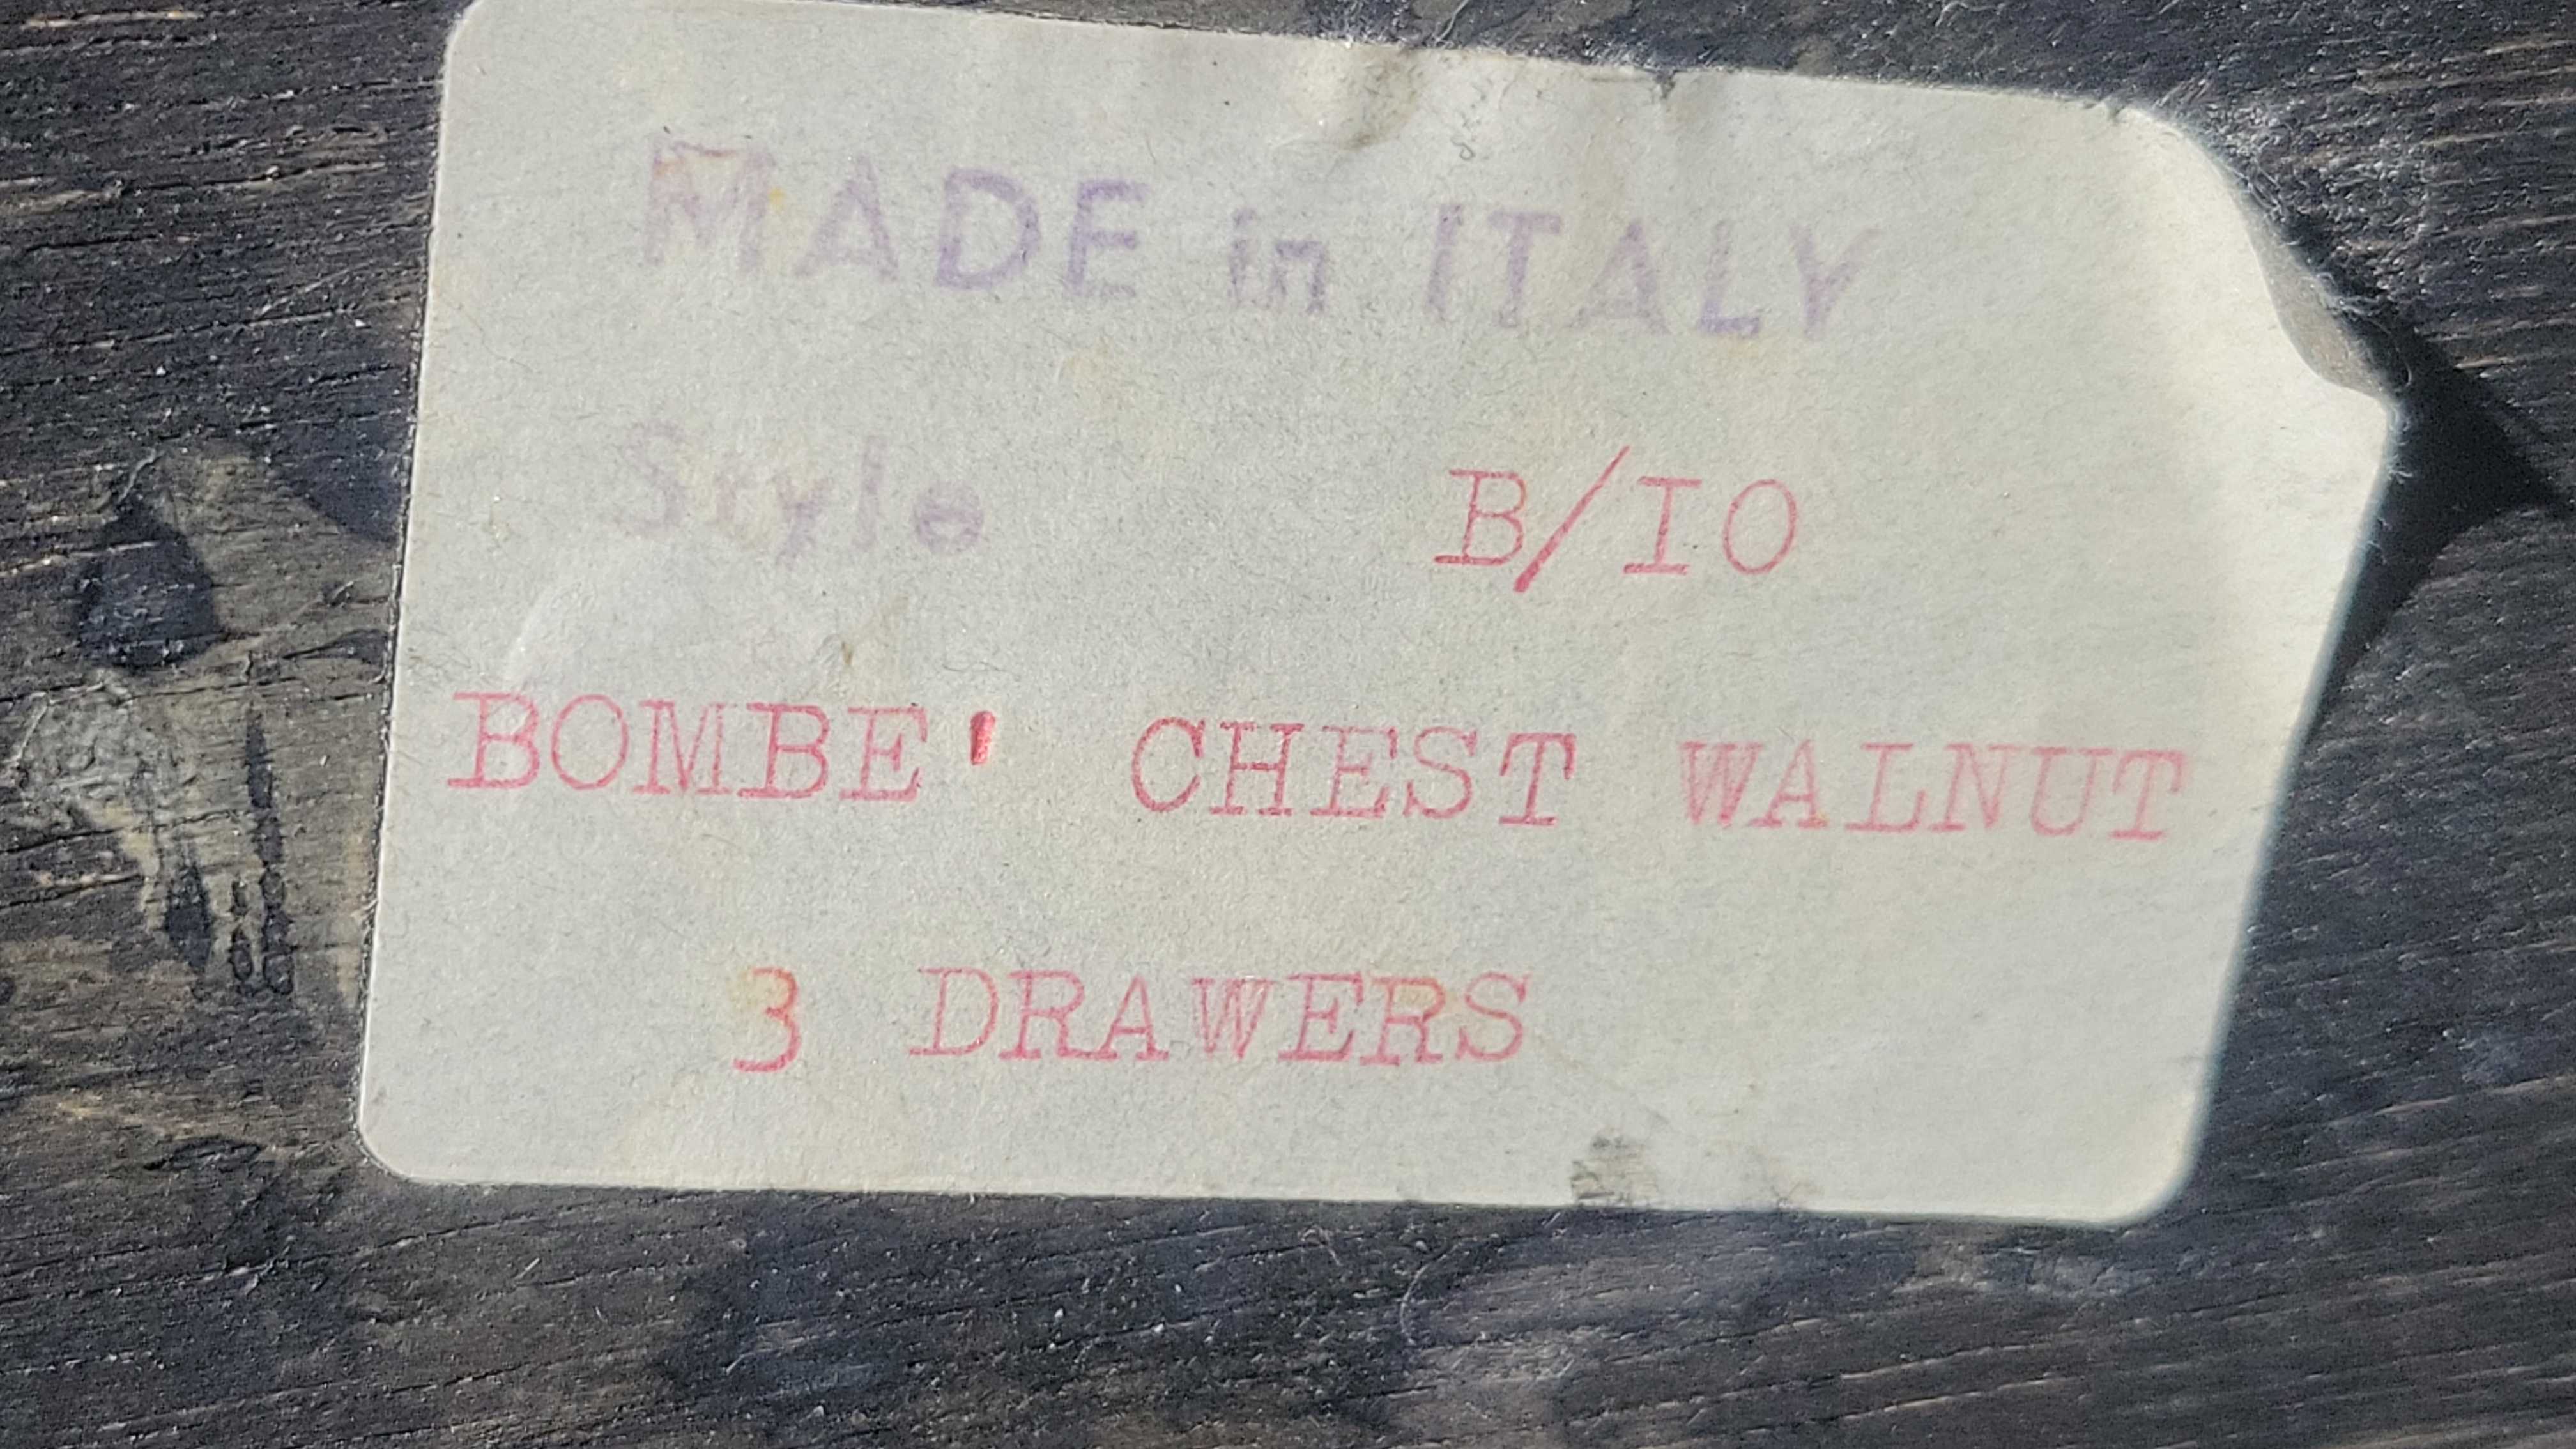 MADE in ITALY
Style B/IO
BOMBE' CHEST WALNUT
3 DRAWERS